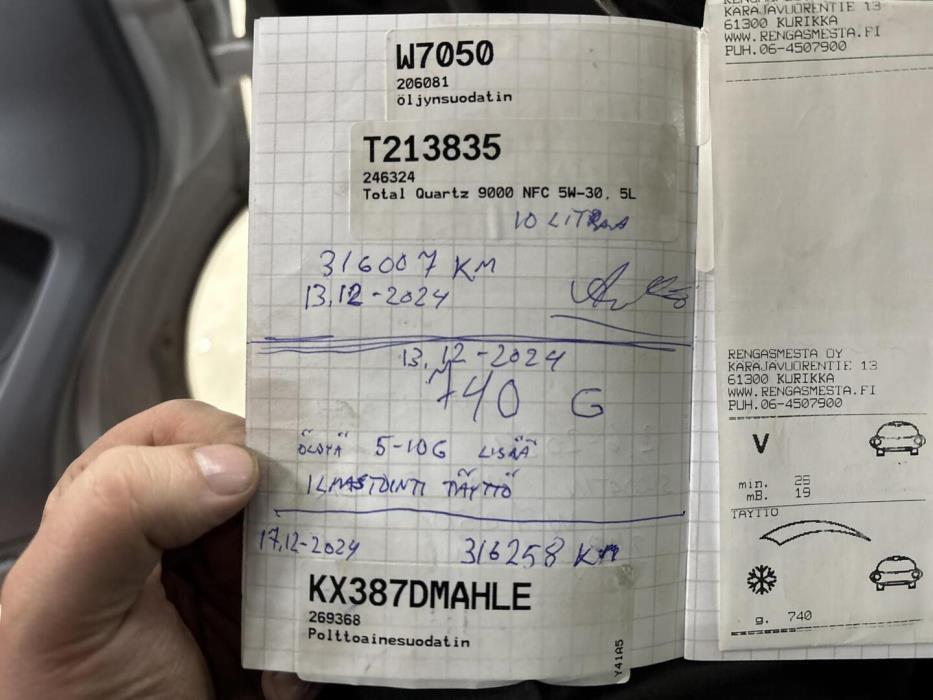 W7050
206081
öljynsuodatin
T213835
246324
Total Quartz 9000 NFC 5W-30, 5L
10 LITRAA
316007 KM
13.12-2024
13.12-2024
740 G
ÖLJYÄ 5-10G LISÄÄ
ILMASTOINTI TÄYTTÖ
17.12-2024 316258 Km
KX387DMAHLE
269368
Polttoainesuodatin
Y41A5
KARAJAVUORENTIE 13
61300 KURIKKA
WWW.RENGASMESTA.FI
PUH.06-4507900
RENGASMESTA OY
KARAJAVUORENTIE 13
61300 KURIKKA
WWW.RENGASMESTA.FI
PUH.06-4507900
V
min. 25
mB. 19
TÄYTTÖ
g. 740